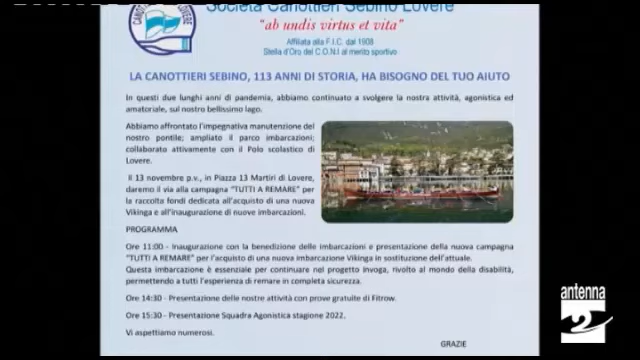 Società Canottieri Sebino Lovere
"ab undis virtus et vita"
Affiliata alla F.I.C. dal 1908
Stella d'Oro del C.O.N.I al merito sportivo
LA CANOTTIERI SEBINO, 113 ANNI DI STORIA, HA BISOGNO DEL TUO AIUTO
In questi due lunghi anni di pandemia, abbiamo continuato a svolgere la nostra attività, agonistica ed
amatoriale, sul nostro bellissimo lago.
Abbiamo affrontato l'impegnativa manutenzione del
nostro pontile; ampliato il parco imbarcazioni;
collaborato attivamente con il Polo scolastico di
Lovere.
Il 13 novembre p.v., in Piazza 13 Martiri di Lovere,
daremo il via alla campagna "TUTTI A REMARE" per
la raccolta fondi dedicata all'acquisto di una nuova
Vikinga e all'inaugurazione di nuove imbarcazioni.
PROGRAMMA
Ore 11:00 - Inaugurazione con la benedizione delle imbarcazioni e presentazione della nuova campagna
"TUTTI A REMARE" per l'acquisto di una nuova imbarcazione Vikinga in sostituzione dell'attuale.
Questa imbarcazione è essenziale per continuare nel progetto Invoga, rivolto al mondo della disabilità,
permettendo a tutti l'esperienza di remare in completa sicurezza.
Ore 14:30 - Presentazione delle nostre attività con prove gratuite di Fitrow.
Ore 15:30 - Presentazione Squadra Agonistica stagione 2022.
Vi aspettiamo numerosi.
GRAZIE
antenna
2